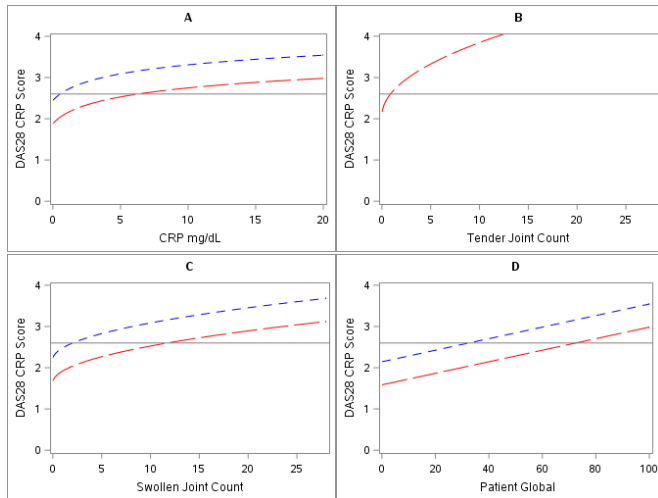 A
DAS28 CRP Score
4
3
2
1
0
0 5 10 15 20
CRP mg/dL
B
DAS28 CRP Score
4
3
2
1
0
0 5 10 15 20 25
Tender Joint Count
C
DAS28 CRP Score
4
3
2
1
0
0 5 10 15 20 25
Swollen Joint Count
D
DAS28 CRP Score
4
3
2
1
0
0 20 40 60 80 100
Patient Global